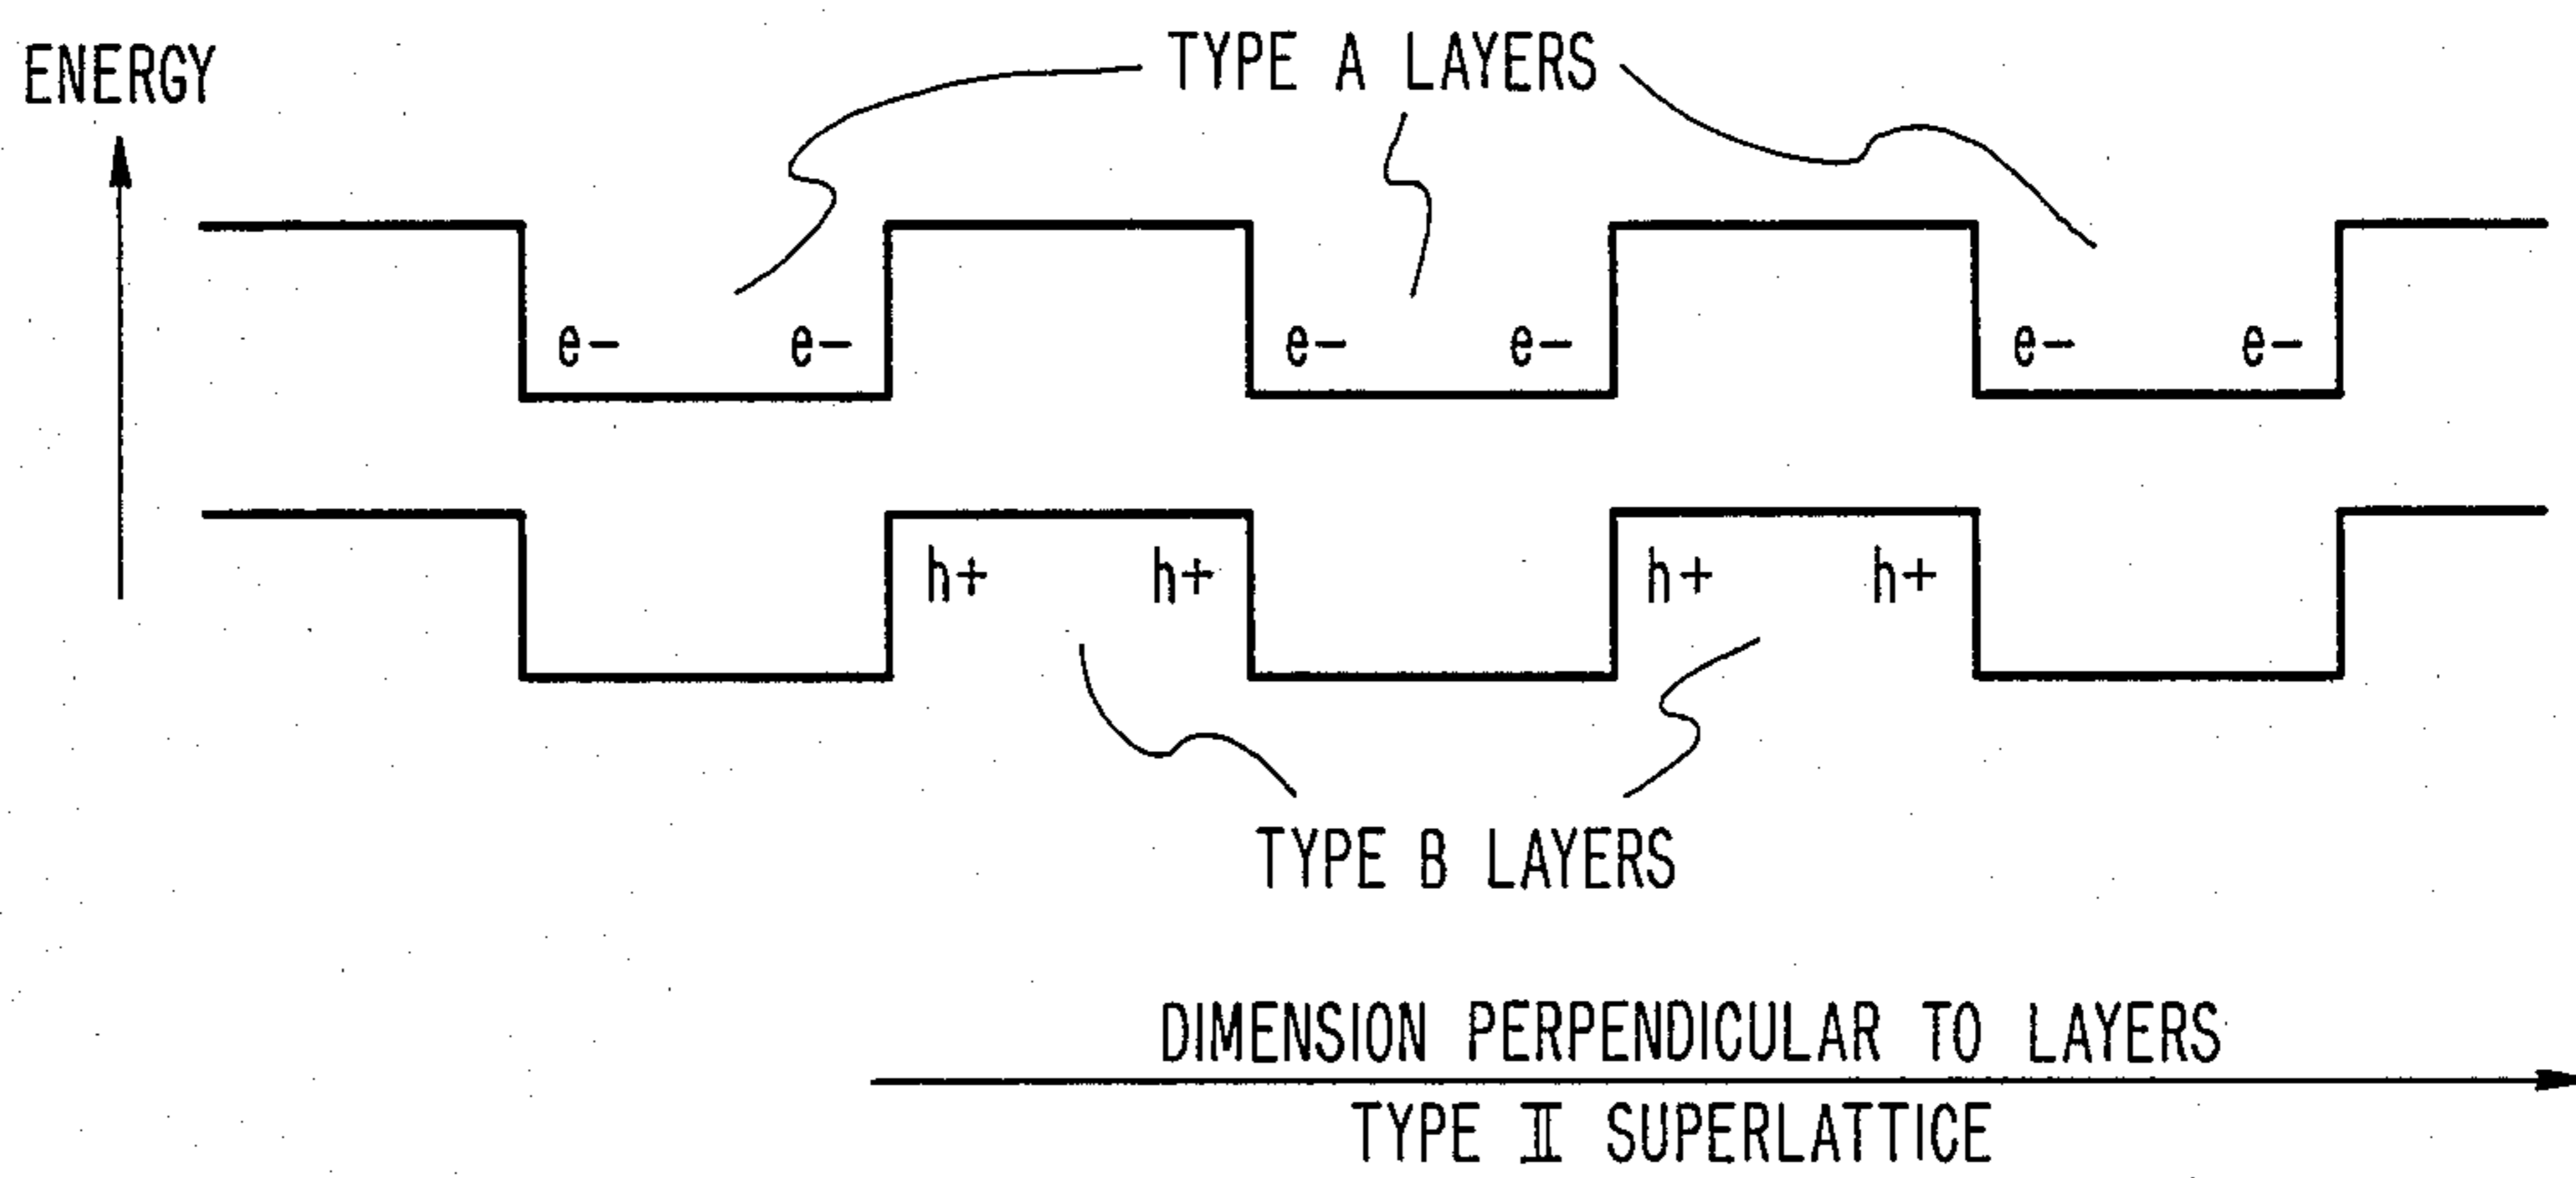 ENERGY
TYPE A LAYERS
e− e− e− e− e− e−
h+ h+ h+ h+
TYPE B LAYERS
DIMENSION PERPENDICULAR TO LAYERS
TYPE II SUPERLATTICE